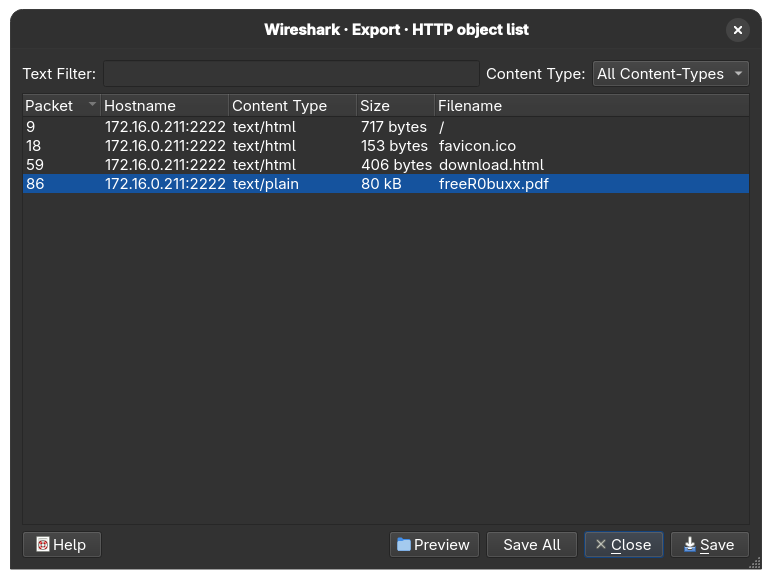 Wireshark · Export · HTTP object list
Text Filter: Content Type: All Content-Types
Packet Hostname Content Type Size Filename
9 172.16.0.211:2222 text/html 717 bytes /
18 172.16.0.211:2222 text/html 153 bytes favicon.ico
59 172.16.0.211:2222 text/html 406 bytes download.html
86 172.16.0.211:2222 text/plain 80 kB freeR0buxx.pdf
Help Preview Save All Close Save